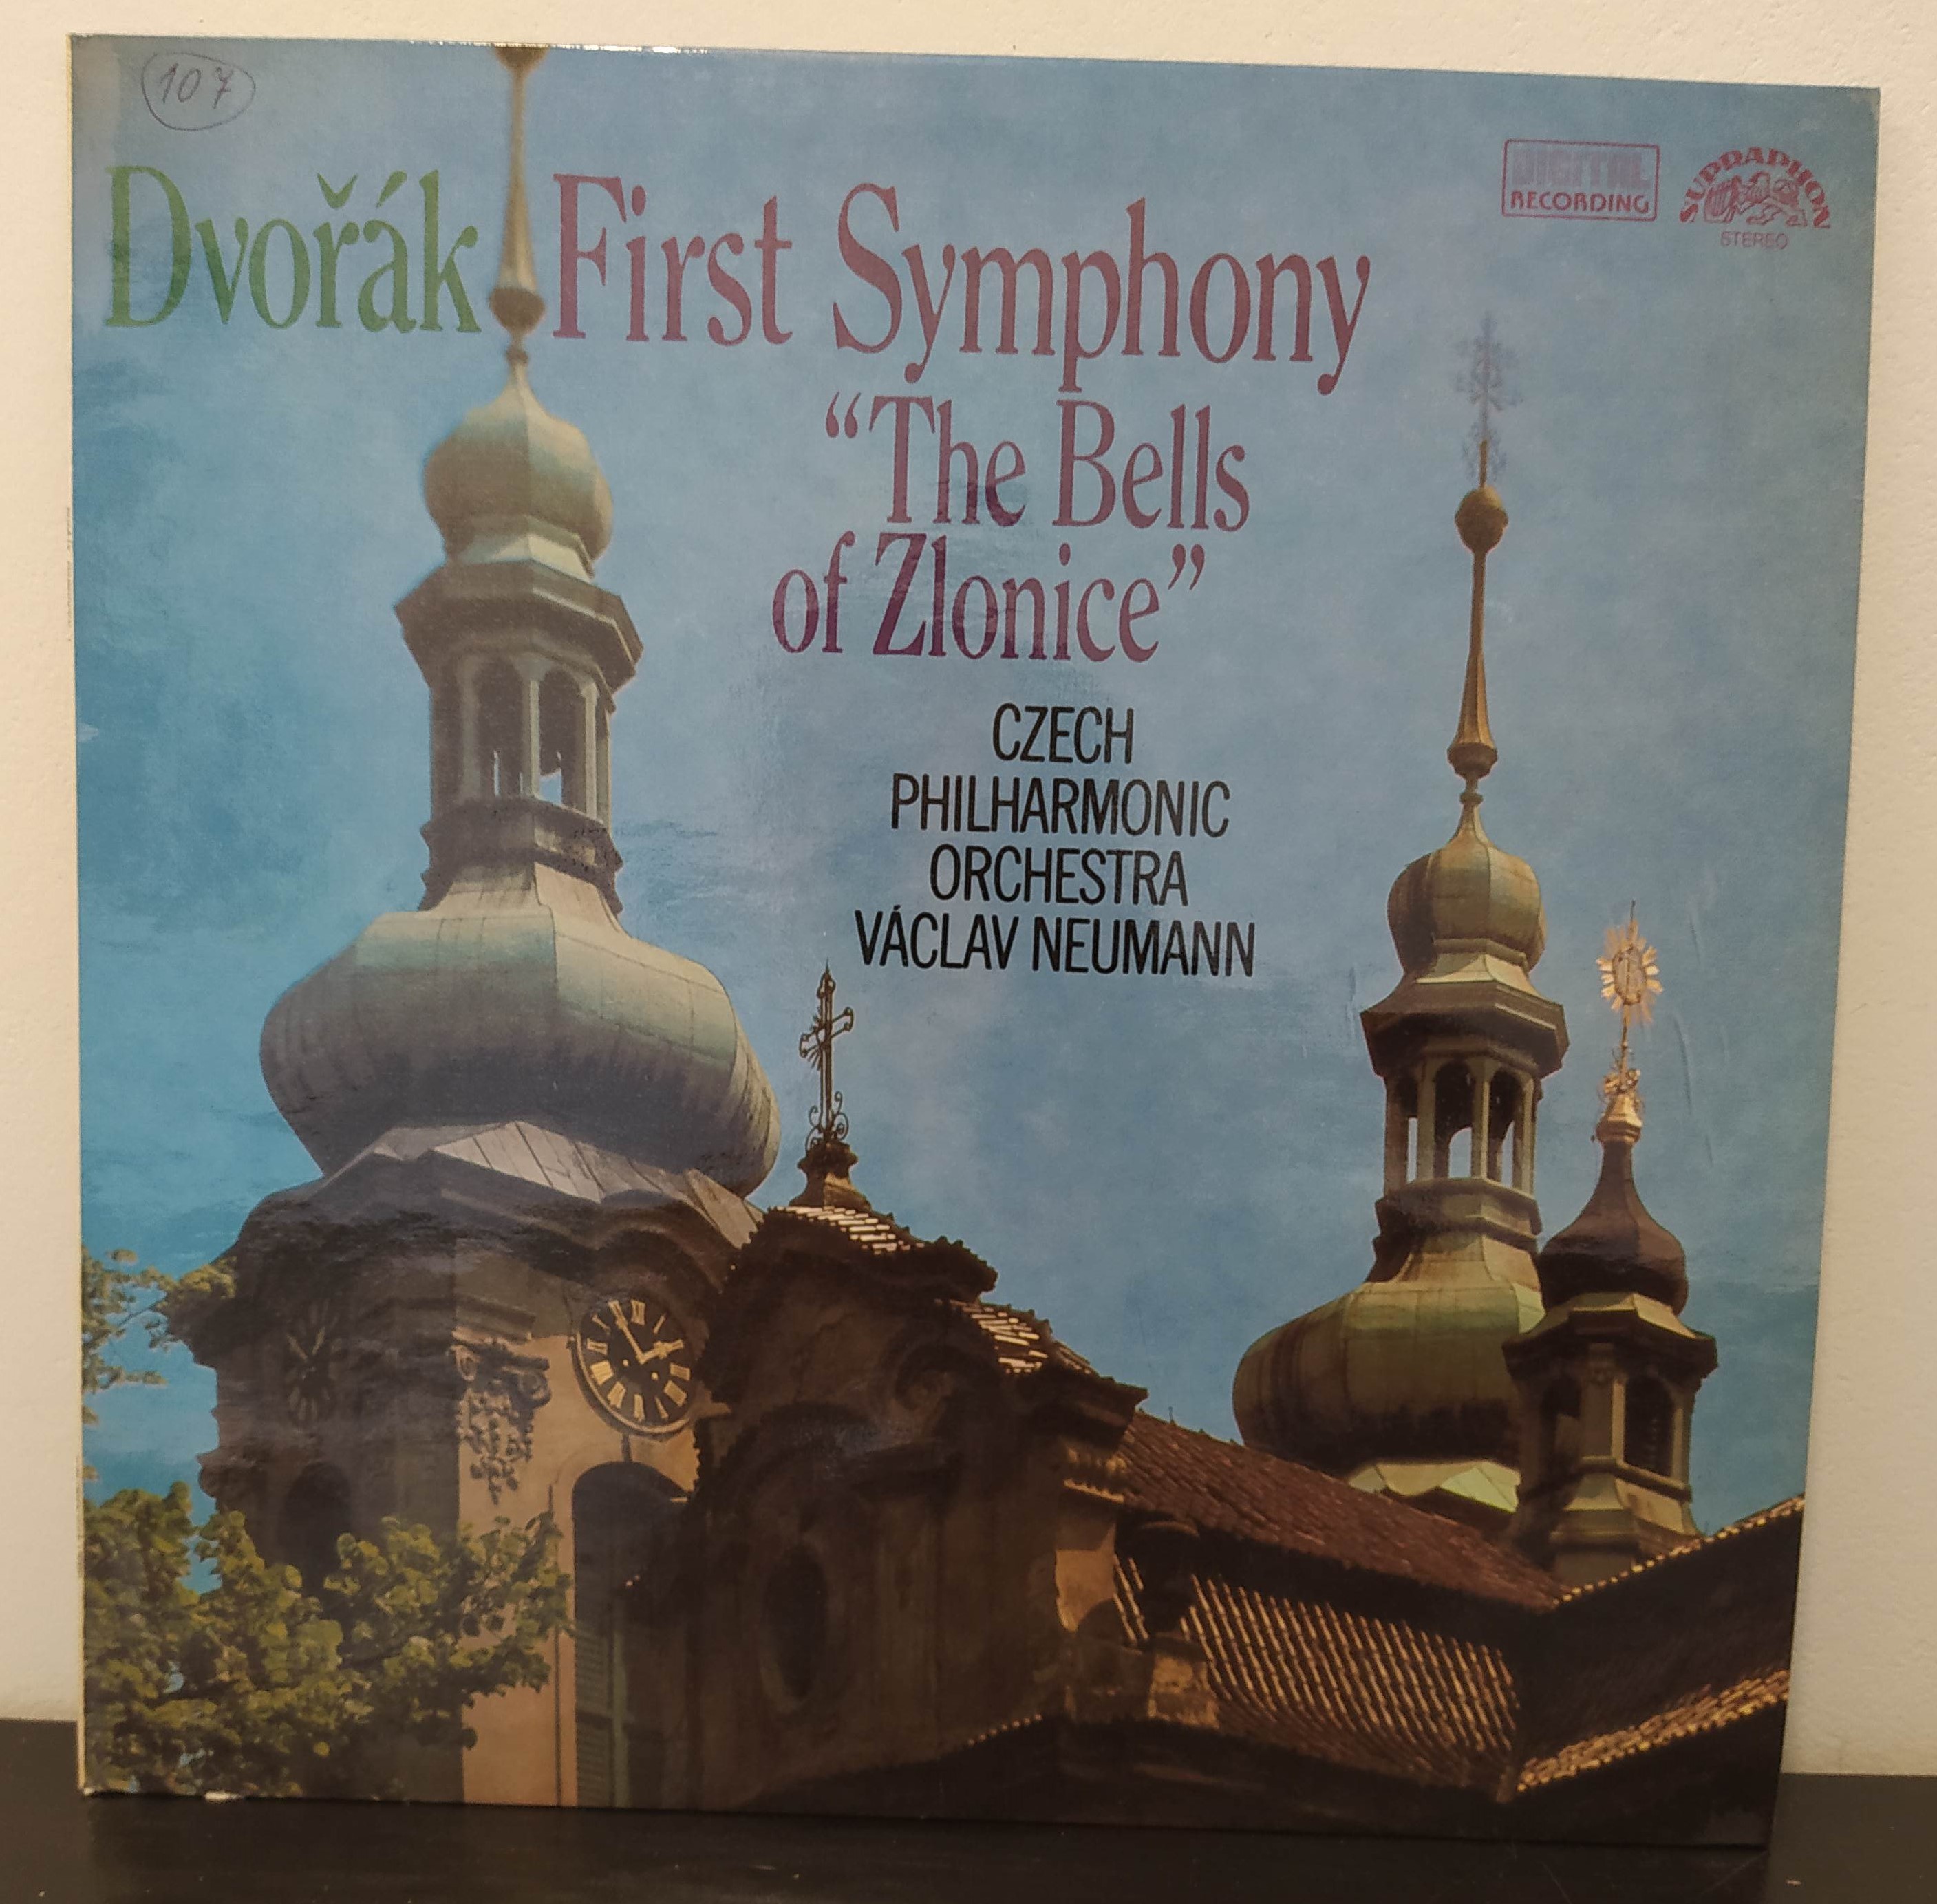 107
DIGITAL
RECORDING
SUPRAPHON
STEREO
Dvořák First Symphony
“The Bells
of Zlonice”
CZECH
PHILHARMONIC
ORCHESTRA
VÁCLAV NEUMANN